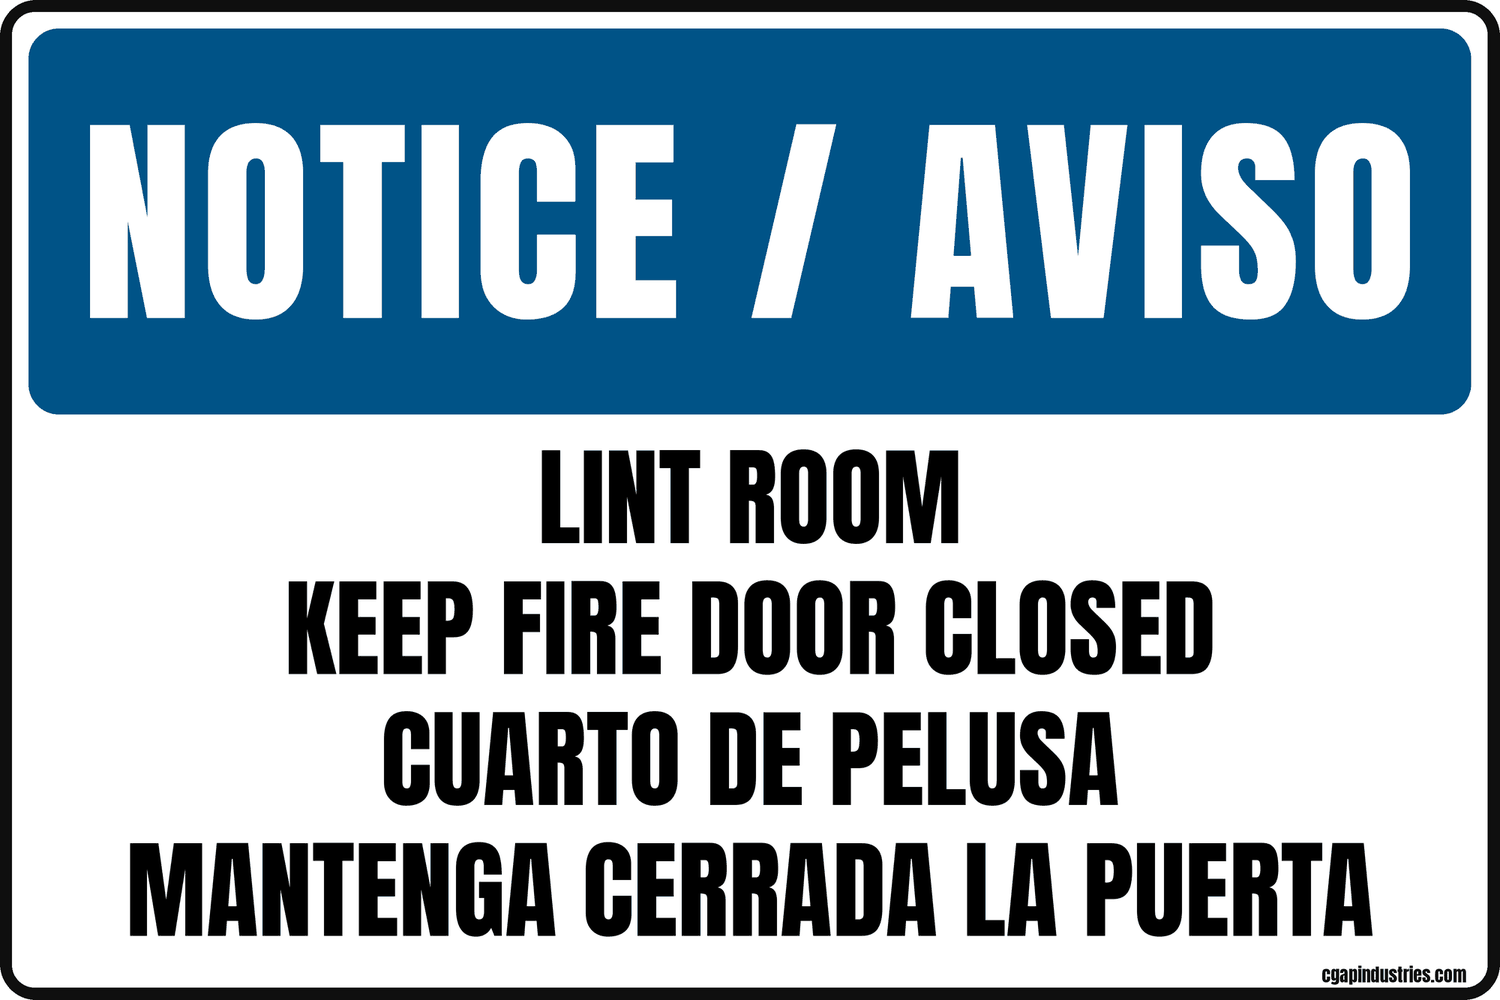 NOTICE / AVISO
LINT ROOM
KEEP FIRE DOOR CLOSED
CUARTO DE PELUSA
MANTENGA CERRADA LA PUERTA
cgapindustries.com